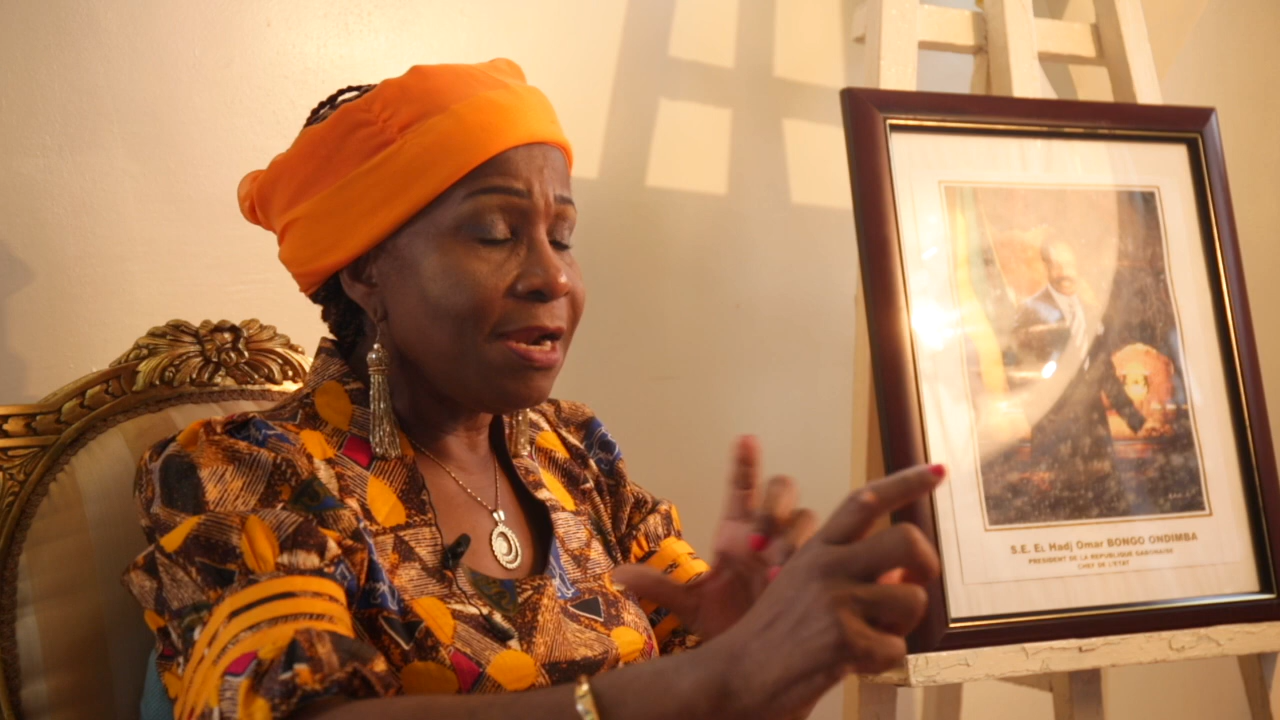 S.E. EL Hadj Omar BONGO ONDIMBA
PRESIDENT DE LA REPUBLIQUE GABONAISE
CHEF DE L'ETAT